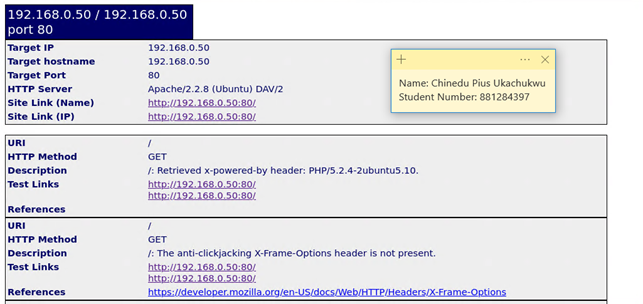 192.168.0.50 / 192.168.0.50
port 80
Target IP 192.168.0.50
Target hostname 192.168.0.50
Target Port 80
HTTP Server Apache/2.2.8 (Ubuntu) DAV/2
Site Link (Name) http://192.168.0.50:80/
Site Link (IP) http://192.168.0.50:80/
Name: Chinedu Pius Ukachukwu
Student Number: 881284397
URI /
HTTP Method GET
Description /: Retrieved x-powered-by header: PHP/5.2.4-2ubuntu5.10.
Test Links http://192.168.0.50:80/
http://192.168.0.50:80/
References
URI /
HTTP Method GET
Description /: The anti-clickjacking X-Frame-Options header is not present.
Test Links http://192.168.0.50:80/
http://192.168.0.50:80/
References https://developer.mozilla.org/en-US/docs/Web/HTTP/Headers/X-Frame-Options